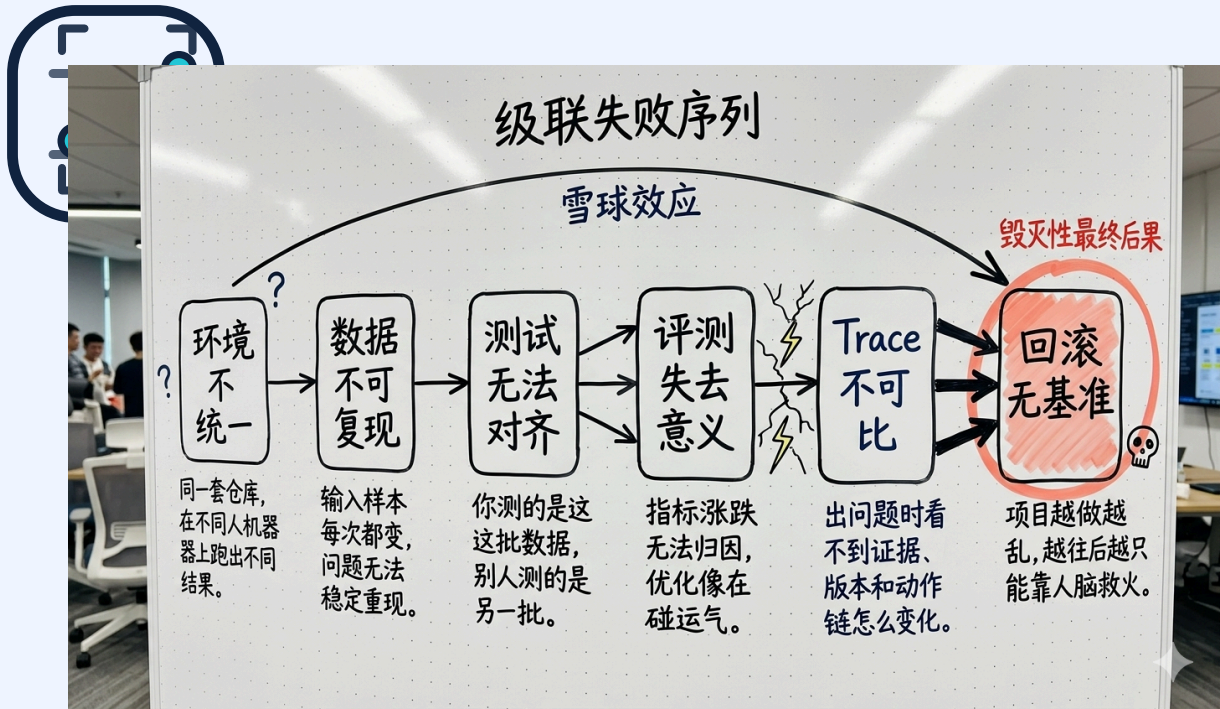 级联失败序列
雪球效应
毁灭性最终后果
?
?
环境
不
统一
数据
不可
复现
测试
无法
对齐
评测
失去
意义
Trace
不可
比
回滚
无基准
同一套仓库，
在不同人机器
器上跑出不同
结果。
输入样本
每次都变，
问题无法
稳定重现。
你测的是这
这批数据，
别人测的是
另一批。
指标涨跌
无法归因，
优化像在
碰运气。
出问题时看
不到证据、
版本和动作
链怎么变化。
项目越做越
乱，越往后越只
能靠人脑救火。